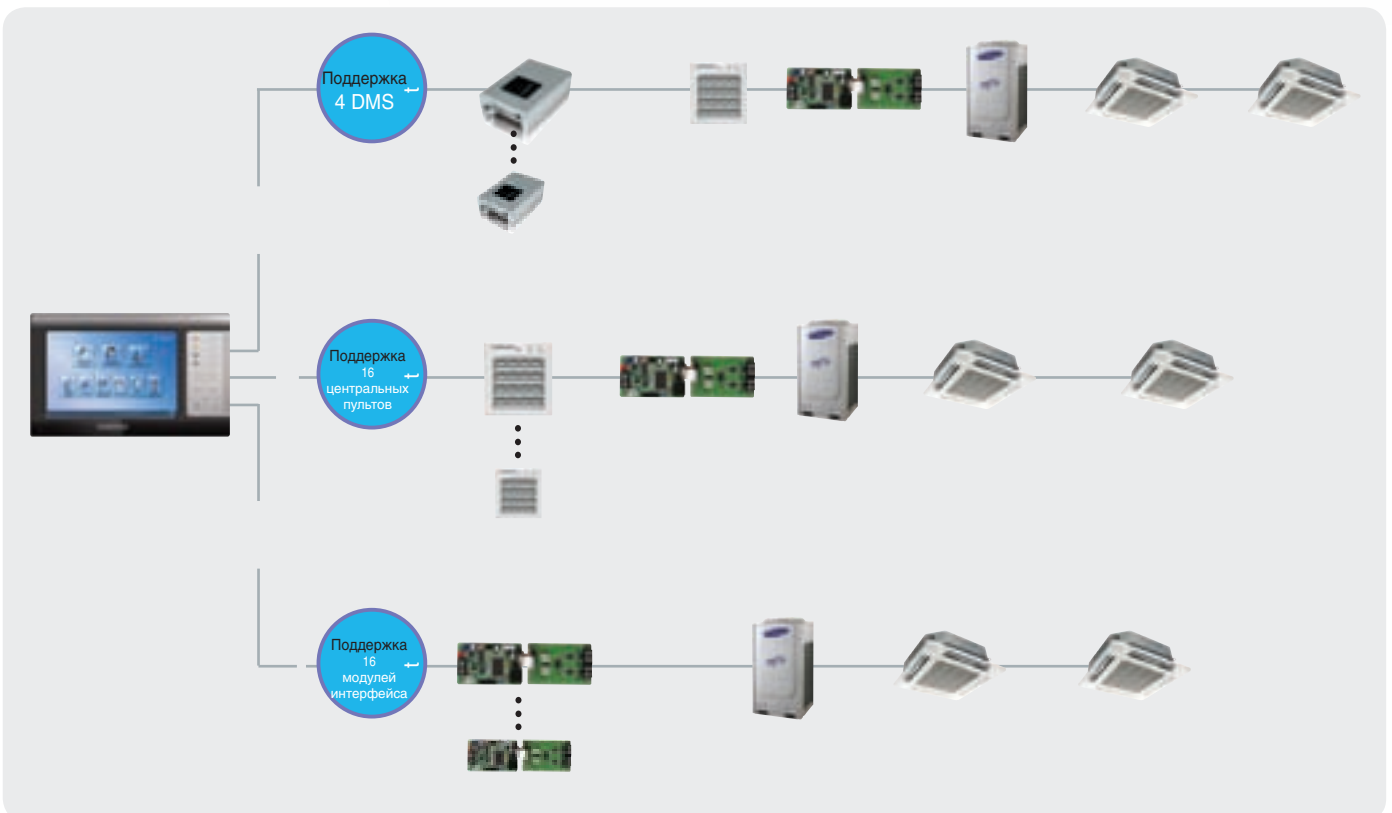 Поддержка
4 DMS
Поддержка
16
центральных
пультов
Поддержка
16
модулей
интерфейса